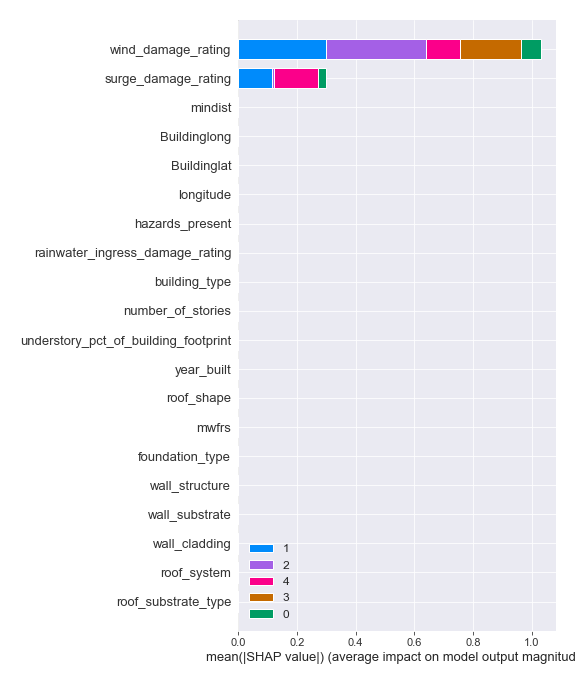 wind_damage_rating
surge_damage_rating
mindist
Buildinglong
Buildinglat
longitude
hazards_present
rainwater_ingress_damage_rating
building_type
number_of_stories
understory_pct_of_building_footprint
year_built
roof_shape
mwfrs
foundation_type
wall_structure
wall_substrate
wall_cladding
roof_system
roof_substrate_type
1
2
4
3
0
0.0 0.2 0.4 0.6 0.8 1.0
mean(|SHAP value|) (average impact on model output magnitud